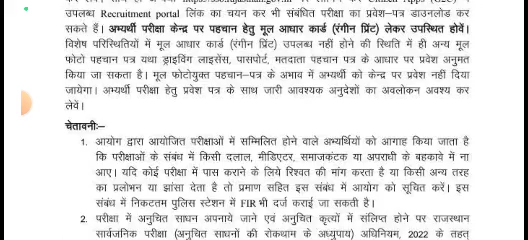 उपलब्ध Recruitment portal लिंक का चयन कर भी संबंधित परीक्षा का प्रवेश–पत्र डाउनलोड कर
सकते हैं। अभ्यर्थी परीक्षा केन्द्र पर पहचान हेतु मूल आधार कार्ड (रंगीन प्रिंट) लेकर उपस्थित होवें।
विशेष परिस्थितियों में मूल आधार कार्ड (रंगीन प्रिंट) उपलब्ध नहीं होने की स्थिति में ही अन्य मूल
फोटो पहचान पत्र यथा ड्राइविंग लाइसेंस, पासपोर्ट, मतदाता पहचान पत्र के आधार पर प्रवेश अनुमत
किया जा सकता है। मूल फोटोयुक्त पहचान–पत्र के अभाव में अभ्यर्थी को केन्द्र पर प्रवेश नहीं दिया
जायेगा। अभ्यर्थी परीक्षा हेतु प्रवेश पत्र के साथ जारी आवश्यक अनुदेशों का अवलोकन अवश्य कर
लेवें।
चेतावनीः–
1. आयोग द्वारा आयोजित परीक्षाओं में सम्मिलित होने वाले अभ्यर्थियों को आगाह किया जाता है
कि परीक्षाओं के संबंध में किसी दलाल, मीडिएटर, समाजकंटक या अपराधी के बहकावे में ना
आए। यदि कोई परीक्षा में पास कराने के लिये रिश्वत की मांग करता है या किसी अन्य तरह
का प्रलोभन या झांसा देता है तो प्रमाण सहित इस संबंध में आयोग को सूचित करें। इस
संबंध में निकटतम पुलिस स्टेशन में FIR भी दर्ज कराई जा सकती है।
2. परीक्षा में अनुचित साधन अपनाये जाने एवं अनुचित कृत्यों में संलिप्त होने पर राजस्थान
सार्वजनिक परीक्षा (अनुचित साधनों की रोकथाम के अध्युपाय) अधिनियम, 2022 के तहत